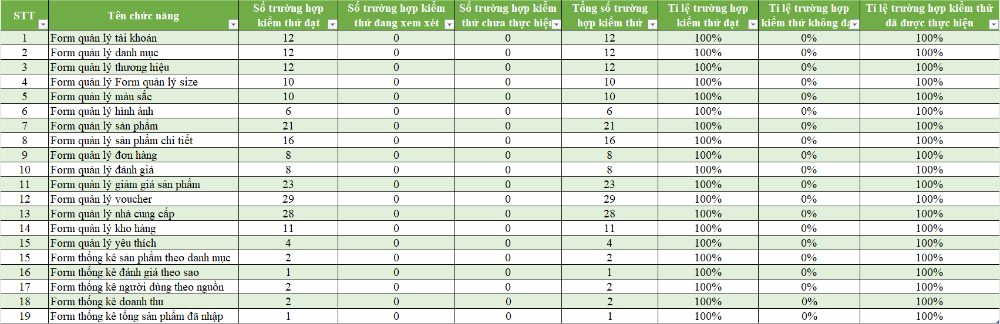 STT Tên chức năng Số trường hợp kiểm thử đạt Số trường hợp kiểm thử đang xem xét Số trường hợp kiểm thử chưa thực hiện Tổng số trường hợp kiểm thử Tỉ lệ trường hợp kiểm thử đạt Tỉ lệ trường hợp kiểm thử không đạ Tỉ lệ trường hợp kiểm thử đã được thực hiện
1 Form quản lý tài khoản 12 0 0 12 100% 0% 100%
2 Form quản lý danh mục 12 0 0 12 100% 0% 100%
3 Form quản lý thương hiệu 12 0 0 12 100% 0% 100%
4 Form quản lý Form quản lý size 10 0 0 10 100% 0% 100%
5 Form quản lý màu sắc 10 0 0 10 100% 0% 100%
6 Form quản lý hình ảnh 6 0 0 6 100% 0% 100%
7 Form quản lý sản phẩm 21 0 0 21 100% 0% 100%
8 Form quản lý sản phẩm chi tiết 16 0 0 16 100% 0% 100%
9 Form quản lý đơn hàng 8 0 0 8 100% 0% 100%
10 Form quản lý đánh giá 8 0 0 8 100% 0% 100%
11 Form quản lý giảm giá sản phẩm 23 0 0 23 100% 0% 100%
12 Form quản lý voucher 29 0 0 29 100% 0% 100%
13 Form quản lý nhà cung cấp 28 0 0 28 100% 0% 100%
14 Form quản lý kho hàng 11 0 0 11 100% 0% 100%
15 Form quản lý yêu thích 4 0 0 4 100% 0% 100%
15 Form thống kê sản phẩm theo danh mục 2 0 0 2 100% 0% 100%
16 Form thống kê đánh giá theo sao 1 0 0 1 100% 0% 100%
17 Form thống kê người dùng theo nguồn 2 0 0 2 100% 0% 100%
18 Form thống kê doanh thu 2 0 0 2 100% 0% 100%
19 Form thống kê tổng sản phẩm đã nhập 1 0 0 1 100% 0% 100%